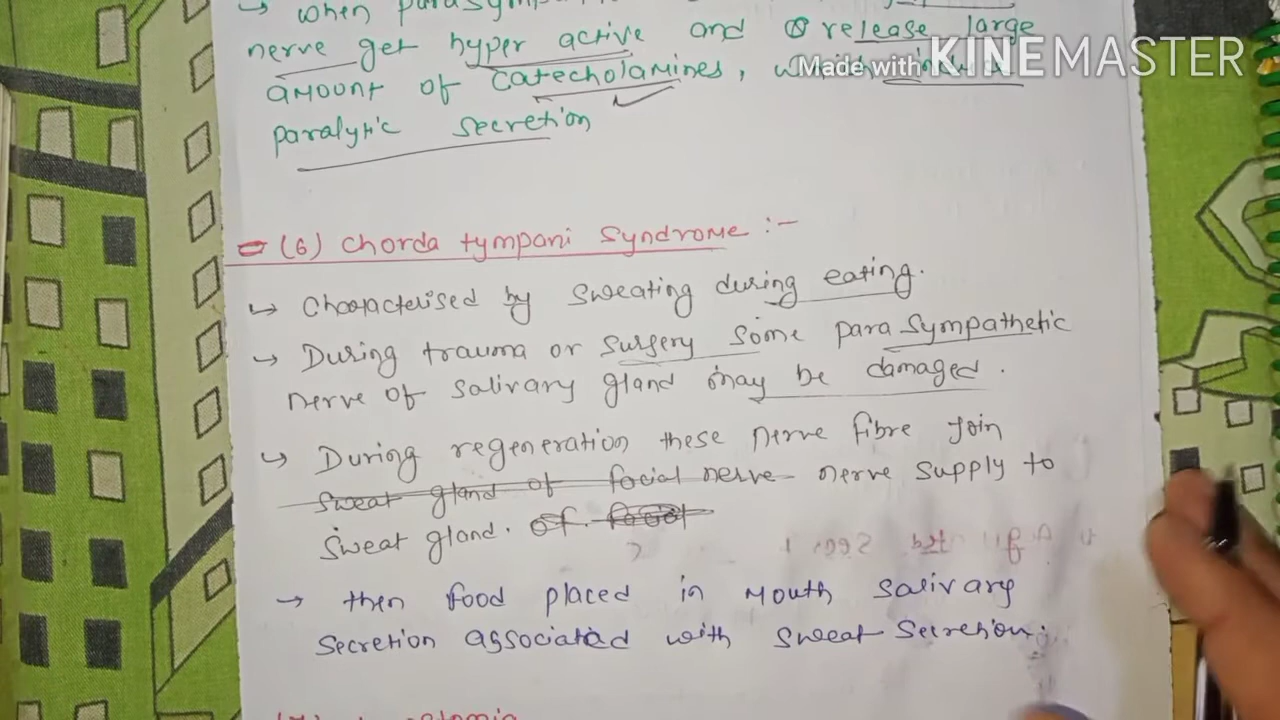 ↳ when parasympa
nerve get hyper active and release large
amount of catecholamines,
paralytic secretion
Made with KINEMASTER
(6) Chorda tympani Syndrome :-
↳ Characterised by sweating during eating.
→ During trauma or surgery some parasympathetic
nerve of salivary gland may be damaged.
↳ During regeneration these nerve fibre join
sweat gland of facial nerve nerve supply to
sweat gland. of
→ then food placed in mouth salivary
secretion associated with sweat secretion.